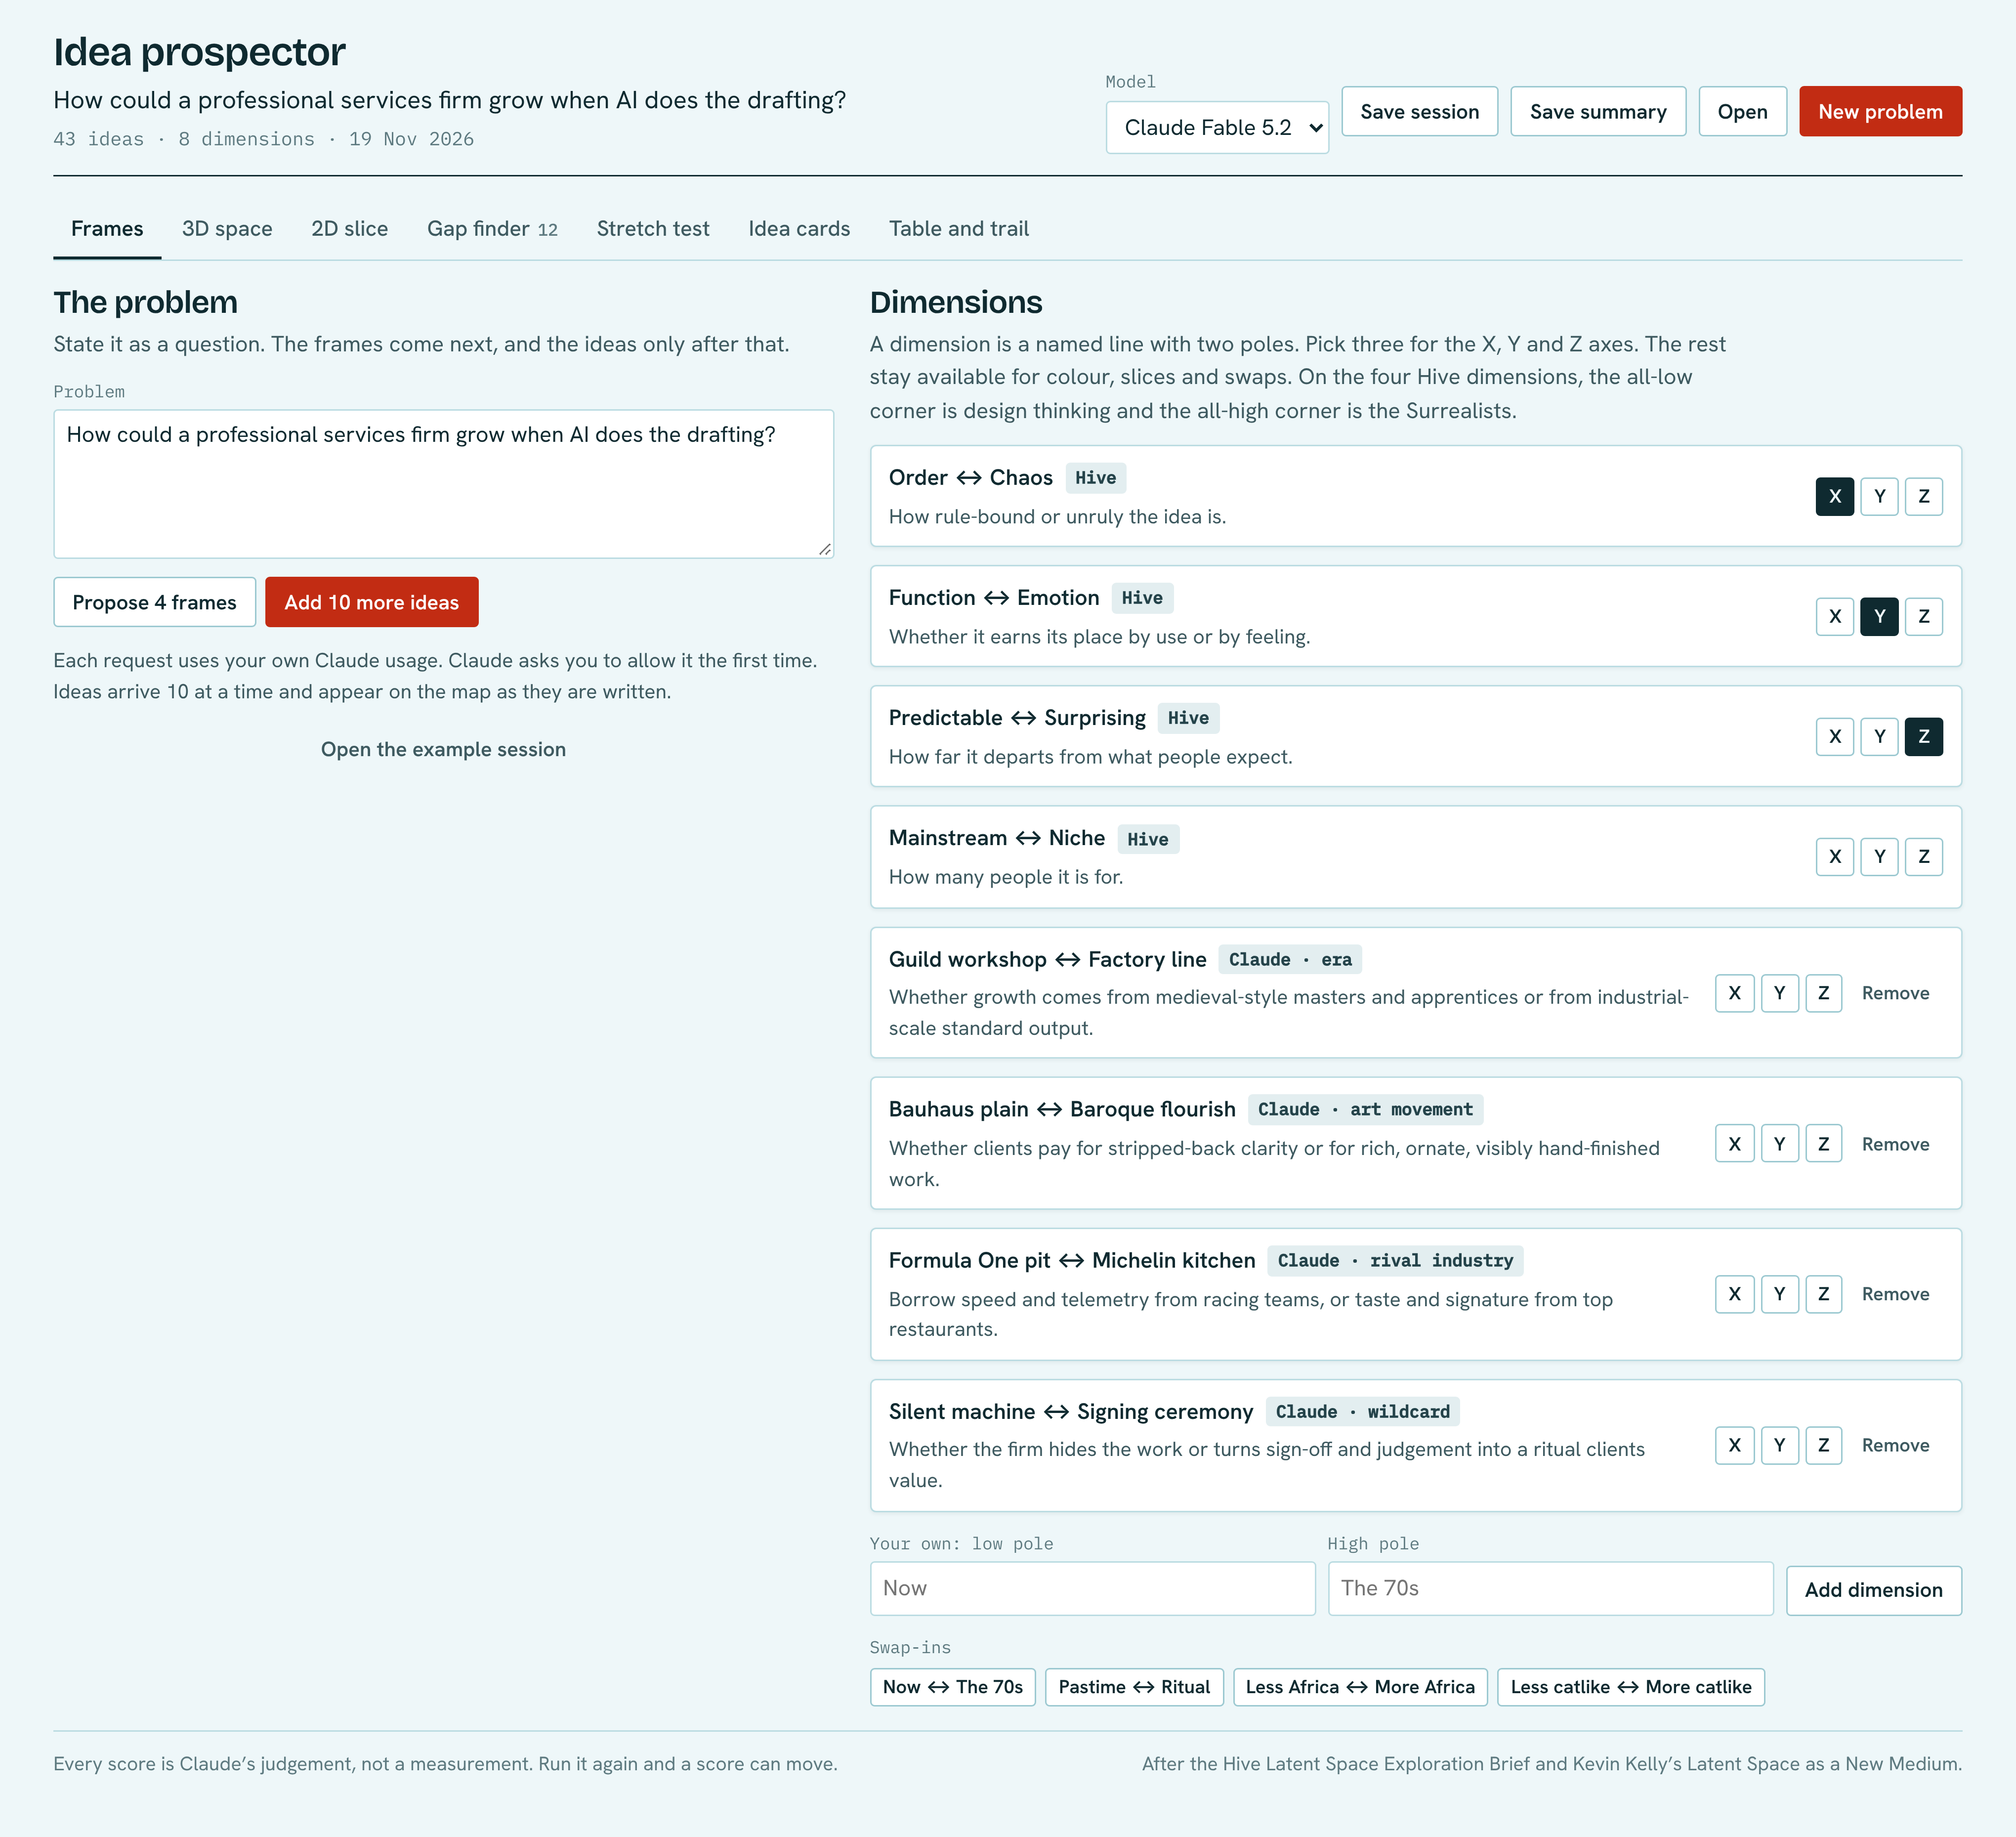 Idea prospector
How could a professional services firm grow when AI does the drafting?
43 ideas · 8 dimensions · 19 Nov 2026
Model
Claude Fable 5.2
Save session
Save summary
Open
New problem
Frames
3D space
2D slice
Gap finder 12
Stretch test
Idea cards
Table and trail
The problem
State it as a question. The frames come next, and the ideas only after that.
Problem
How could a professional services firm grow when AI does the drafting?
Propose 4 frames
Add 10 more ideas
Each request uses your own Claude usage. Claude asks you to allow it the first time.
Ideas arrive 10 at a time and appear on the map as they are written.
Open the example session
Dimensions
A dimension is a named line with two poles. Pick three for the X, Y and Z axes. The rest
stay available for colour, slices and swaps. On the four Hive dimensions, the all-low
corner is design thinking and the all-high corner is the Surrealists.
Order ↔ Chaos Hive
How rule-bound or unruly the idea is.
X Y Z
Function ↔ Emotion Hive
Whether it earns its place by use or by feeling.
X Y Z
Predictable ↔ Surprising Hive
How far it departs from what people expect.
X Y Z
Mainstream ↔ Niche Hive
How many people it is for.
X Y Z
Guild workshop ↔ Factory line Claude · era
Whether growth comes from medieval-style masters and apprentices or from industrial-
scale standard output.
X Y Z Remove
Bauhaus plain ↔ Baroque flourish Claude · art movement
Whether clients pay for stripped-back clarity or for rich, ornate, visibly hand-finished
work.
X Y Z Remove
Formula One pit ↔ Michelin kitchen Claude · rival industry
Borrow speed and telemetry from racing teams, or taste and signature from top
restaurants.
X Y Z Remove
Silent machine ↔ Signing ceremony Claude · wildcard
Whether the firm hides the work or turns sign-off and judgement into a ritual clients
value.
X Y Z Remove
Your own: low pole
Now
High pole
The 70s
Add dimension
Swap-ins
Now ↔ The 70s
Pastime ↔ Ritual
Less Africa ↔ More Africa
Less catlike ↔ More catlike
Every score is Claude’s judgement, not a measurement. Run it again and a score can move.
After the Hive Latent Space Exploration Brief and Kevin Kelly’s Latent Space as a New Medium.